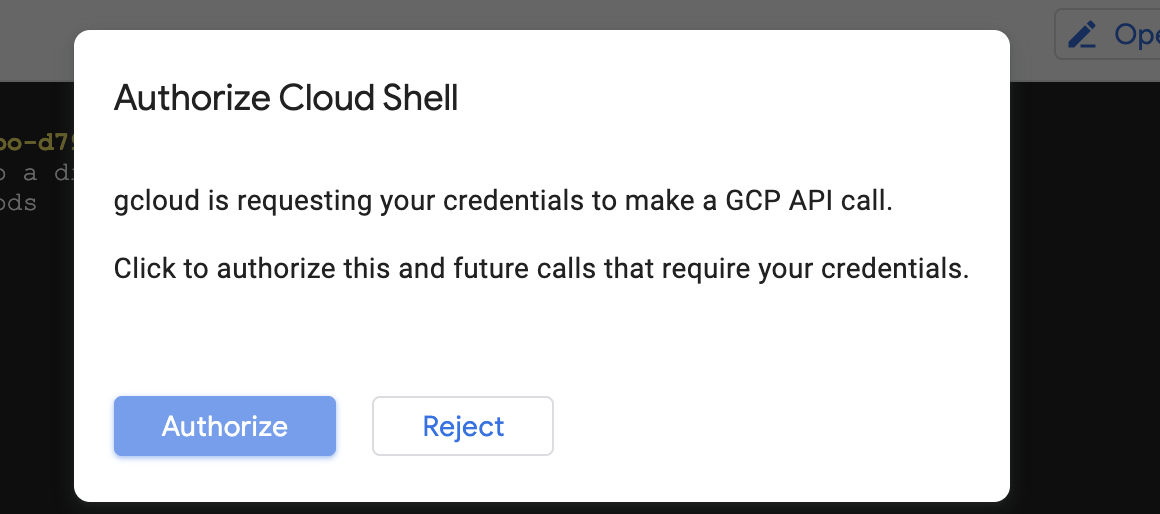 Authorize Cloud Shell
a
gcloud is requesting your credentials to make a GCP API call.
Click to authorize this and future calls that require your credentials.
Authorize Reject